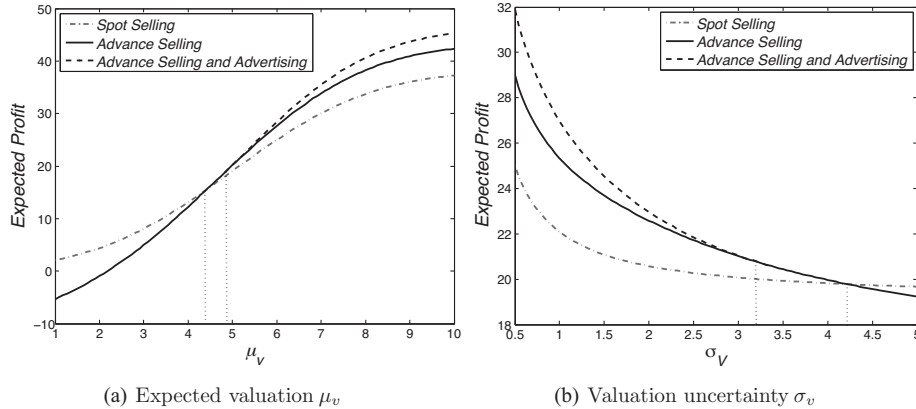 50
40
30
20
10
0
−10
Expected Profit
Spot Selling
Advance Selling
Advance Selling and Advertising
1 2 3 4 5 6 7 8 9 10
μv
(a) Expected valuation μv
32
30
28
26
24
22
20
18
Expected Profit
Spot Selling
Advance Selling
Advance Selling and Advertising
0.5 1 1.5 2 2.5 3 3.5 4 4.5 5
σV
(b) Valuation uncertainty σv